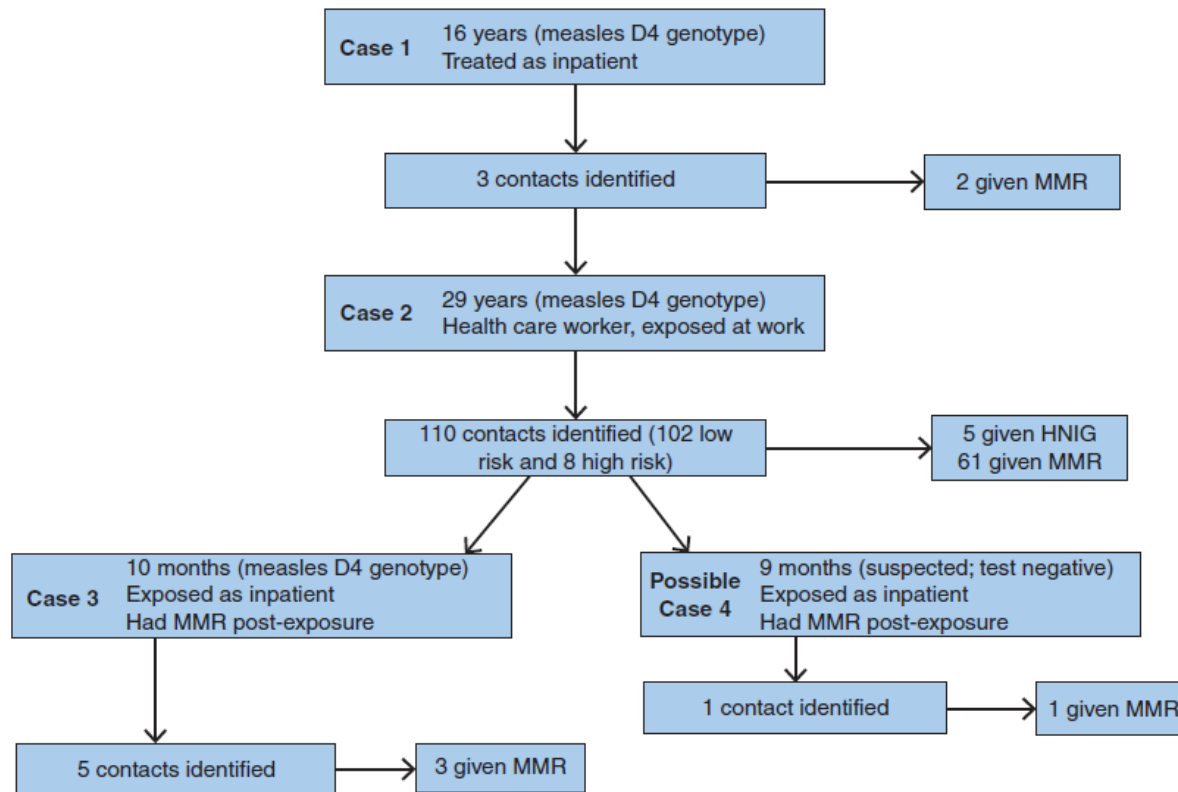 Case 1
16 years (measles D4 genotype)
Treated as inpatient
3 contacts identified
2 given MMR
Case 2
29 years (measles D4 genotype)
Health care worker, exposed at work
110 contacts identified (102 low
risk and 8 high risk)
5 given HNIG
61 given MMR
Case 3
10 months (measles D4 genotype)
Exposed as inpatient
Had MMR post-exposure
Possible
Case 4
9 months (suspected; test negative)
Exposed as inpatient
Had MMR post-exposure
1 contact identified
1 given MMR
5 contacts identified
3 given MMR